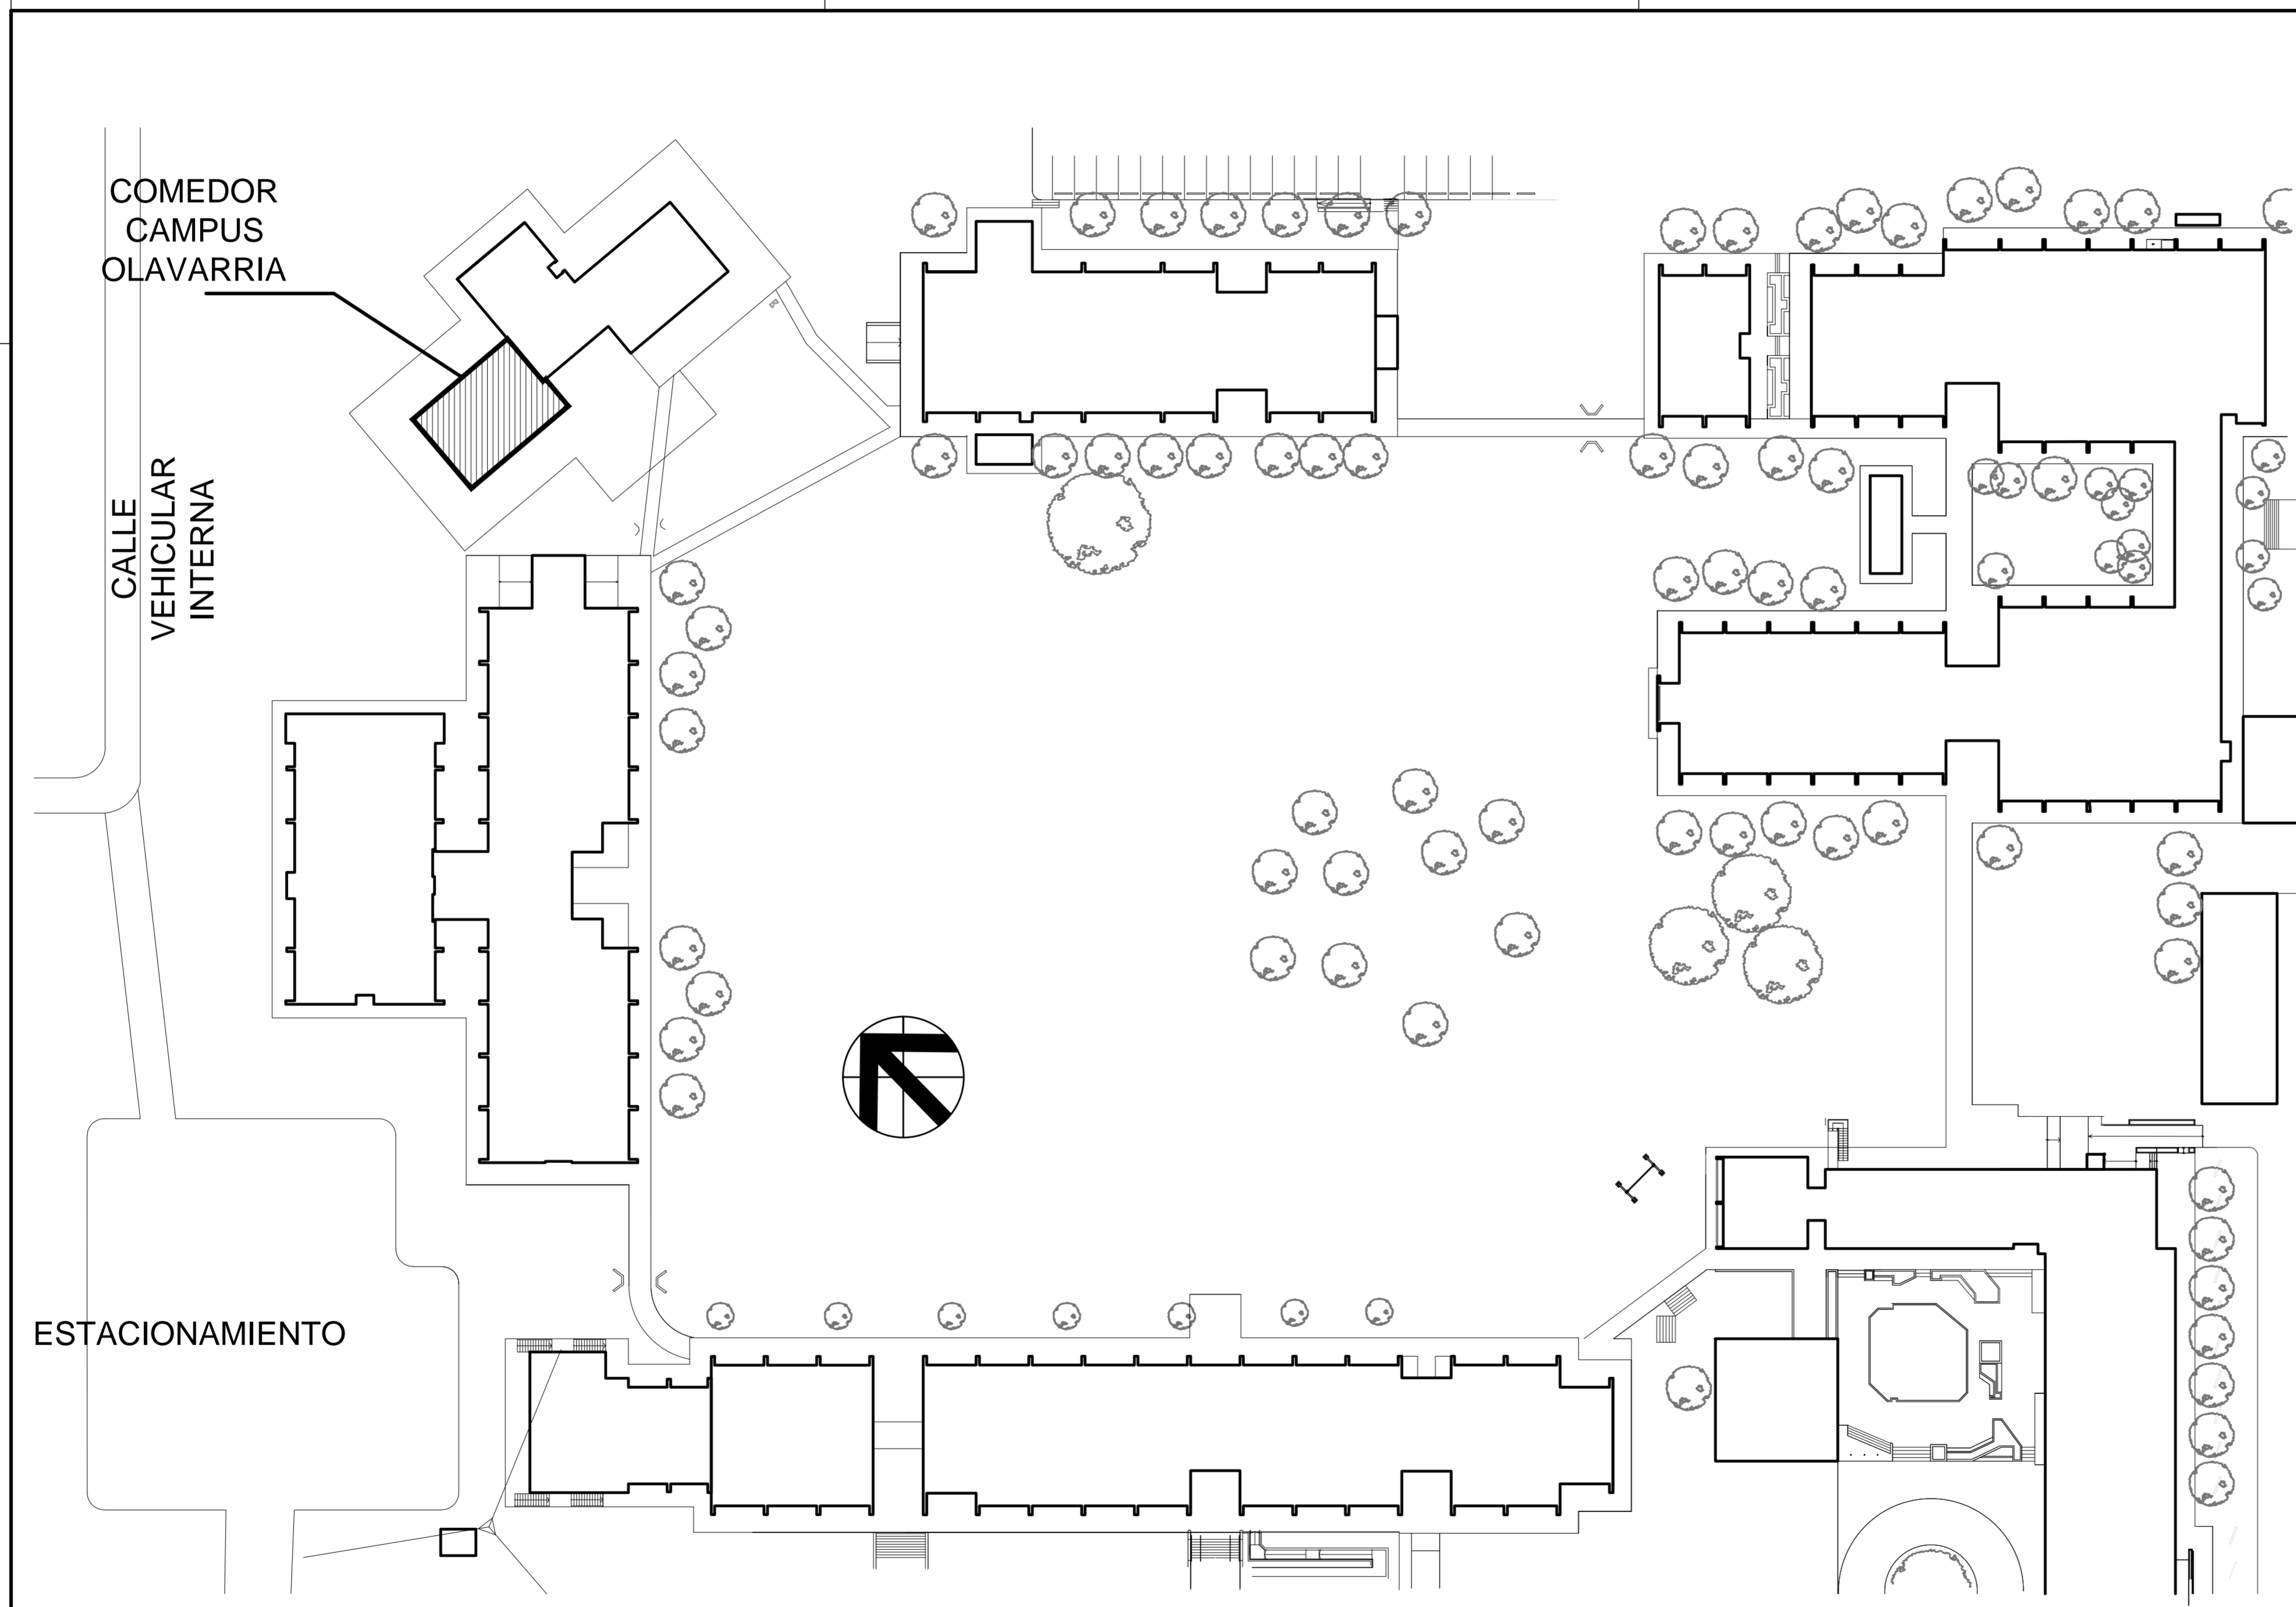 COMEDOR
CAMPUS
OLAVARRIA
CALLE
VEHICULAR
INTERNA
ESTACIONAMIENTO